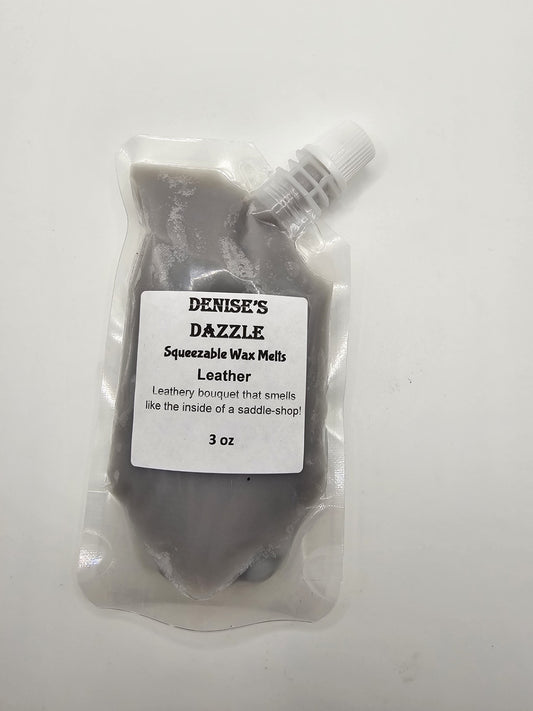 DENISE'S
DAZZLE
Squeezable Wax Melts
Leather
Leathery bouquet that smells
like the inside of a saddle-shop!
3 oz